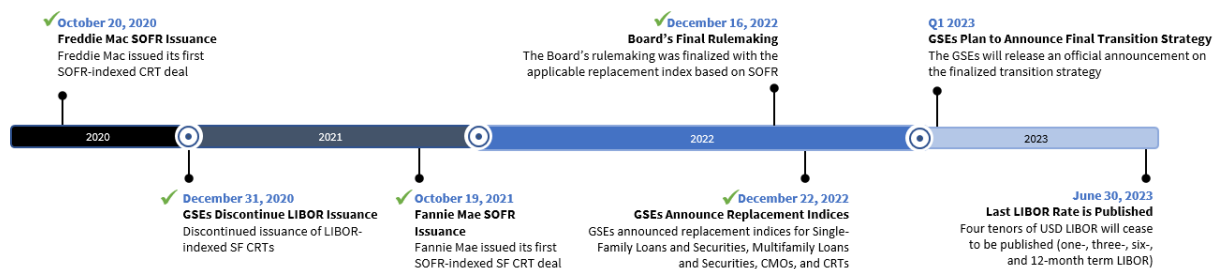 October 20, 2020
Freddie Mac SOFR Issuance
Freddie Mac issued its first
SOFR-indexed CRT deal
December 16, 2022
Board's Final Rulemaking
The Board's rulemaking was finalized with the
applicable replacement index based on SOFR
Q1 2023
GSEs Plan to Announce Final Transition Strategy
The GSEs will release an official announcement on
the finalized transition strategy
2020
2021
2022
2023
December 31, 2020
GSEs Discontinue LIBOR Issuance
Discontinued issuance of LIBOR-
indexed SF CRTs
October 19, 2021
Fannie Mae SOFR
Issuance
Fannie Mae issued its first
SOFR-indexed SF CRT deal
December 22, 2022
GSEs Announce Replacement Indices
GSEs announced replacement indices for Single-
Family Loans and Securities, Multifamily Loans
and Securities, CMOs, and CRTs
June 30, 2023
Last LIBOR Rate is Published
Four tenors of USD LIBOR will cease
to be published (one-, three-, six-,
and 12-month term LIBOR)